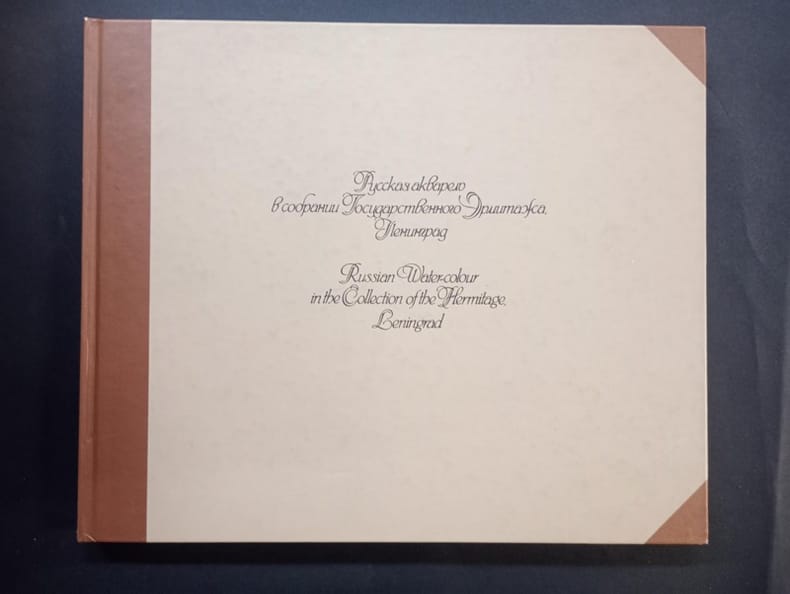 Русская акварель
в собрании Государственного Эрмитажа,
Ленинград
Russian Water-colour
in the Collection of the Hermitage,
Leningrad